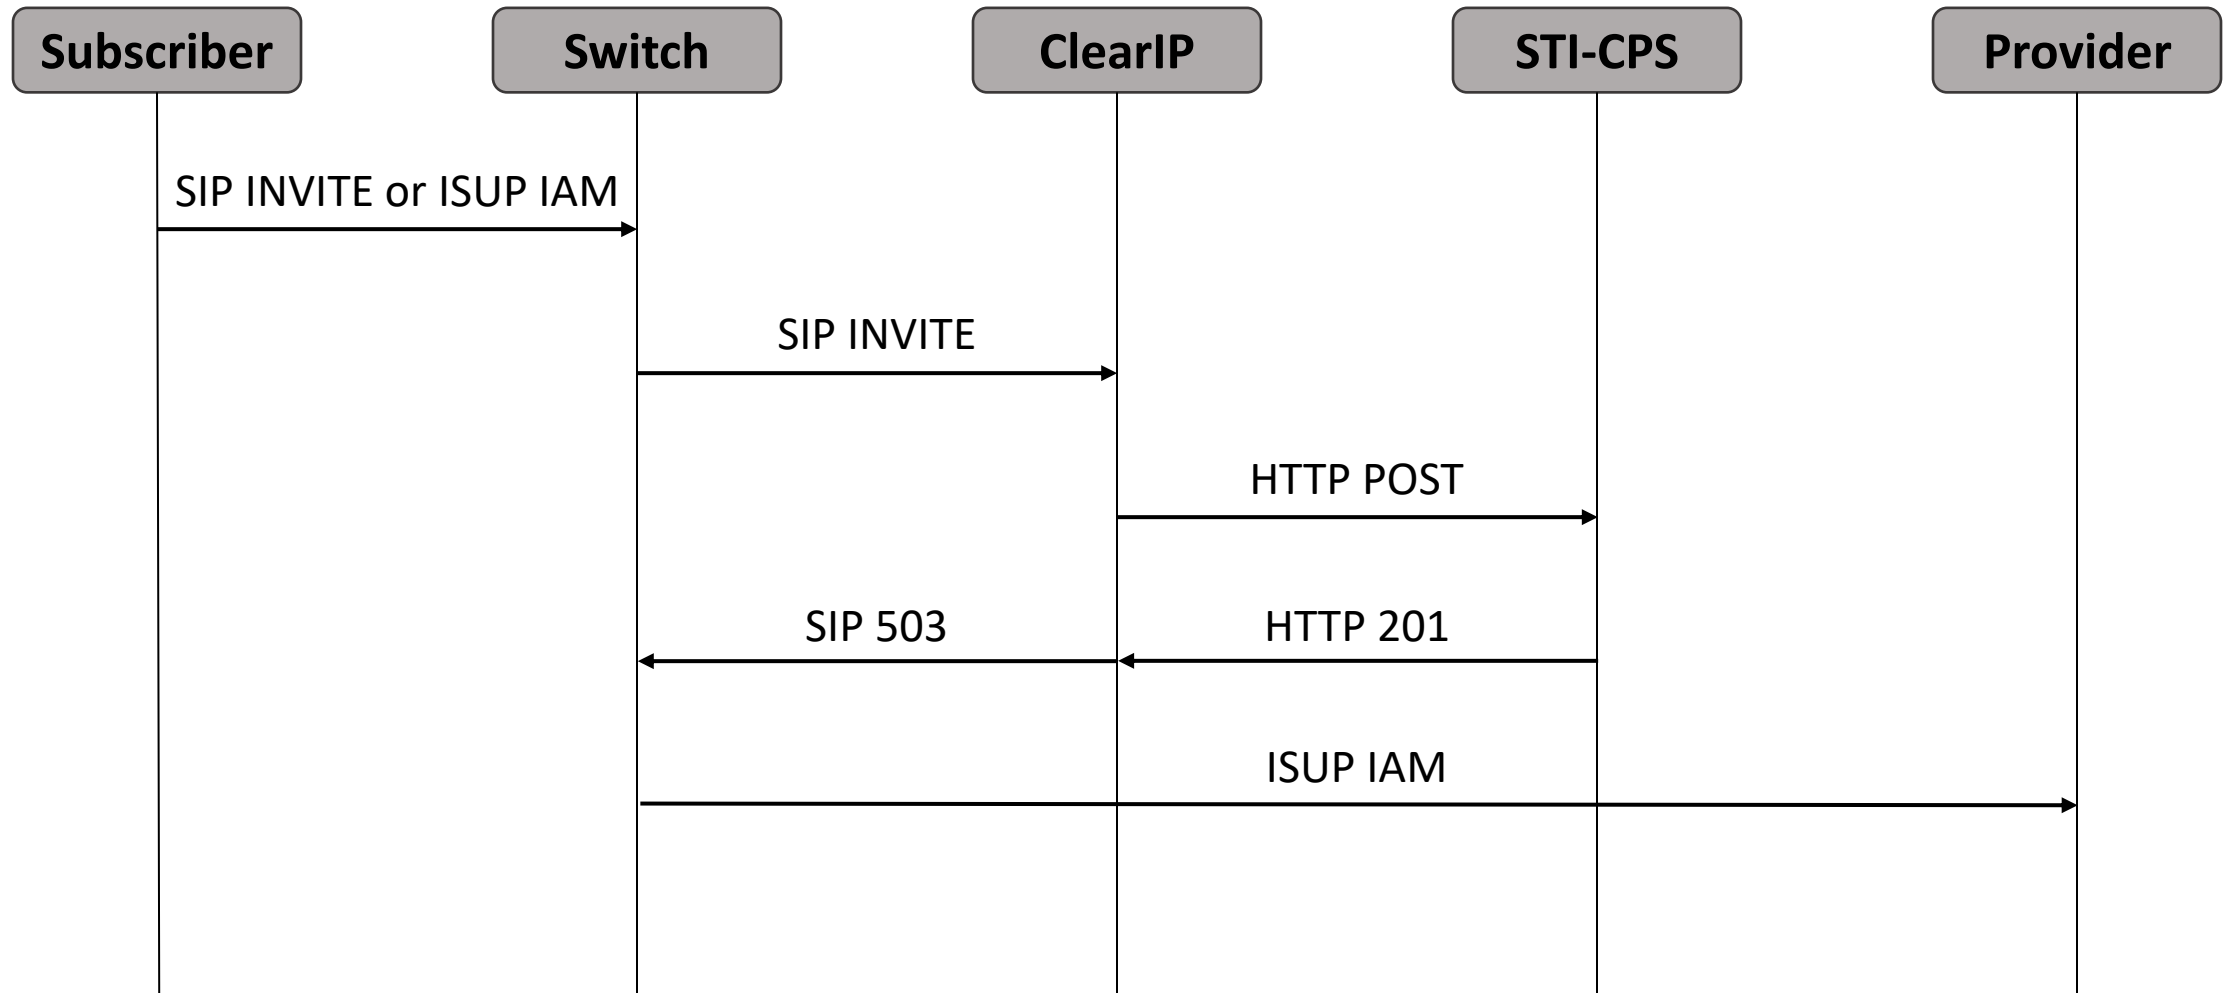 Subscriber
Switch
ClearIP
STI-CPS
Provider
SIP INVITE or ISUP IAM
SIP INVITE
HTTP POST
SIP 503
HTTP 201
ISUP IAM